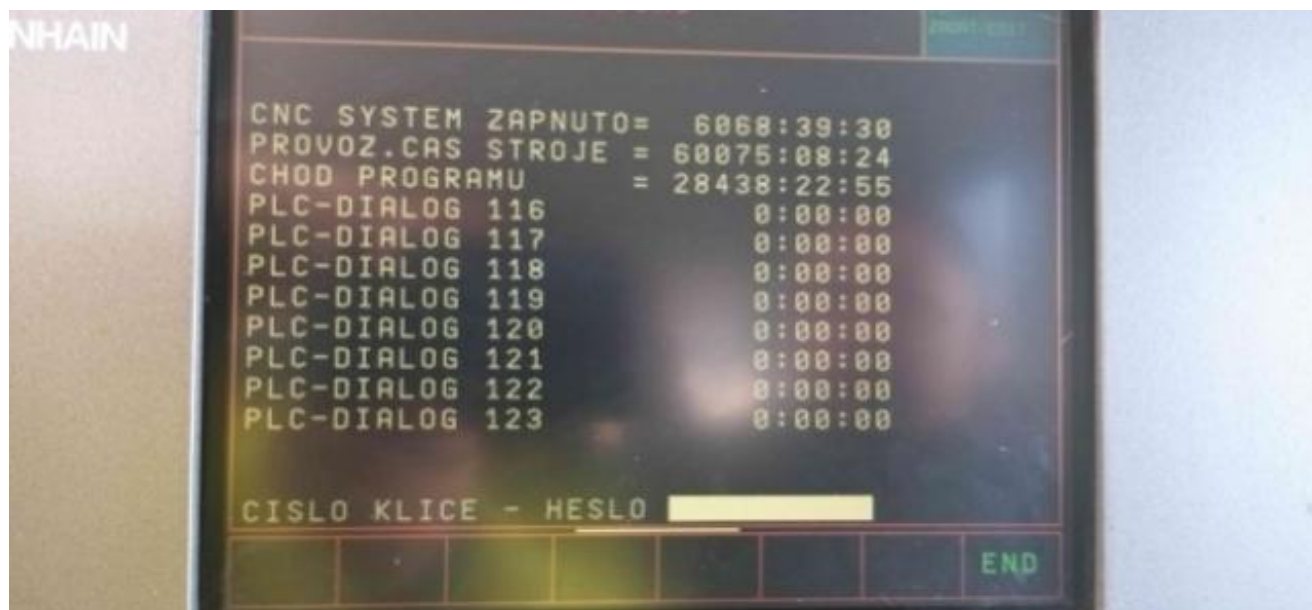 NHAIN
CNC SYSTEM ZAPNUTO= 6068:39:30
PROVOZ.CAS STROJE = 60075:08:24
CHOD PROGRAMU = 28438:22:55
PLC-DIALOG 116 0:00:00
PLC-DIALOG 117 0:00:00
PLC-DIALOG 118 0:00:00
PLC-DIALOG 119 0:00:00
PLC-DIALOG 120 0:00:00
PLC-DIALOG 121 0:00:00
PLC-DIALOG 122 0:00:00
PLC-DIALOG 123 0:00:00
CISLO KLICE - HESLO
END